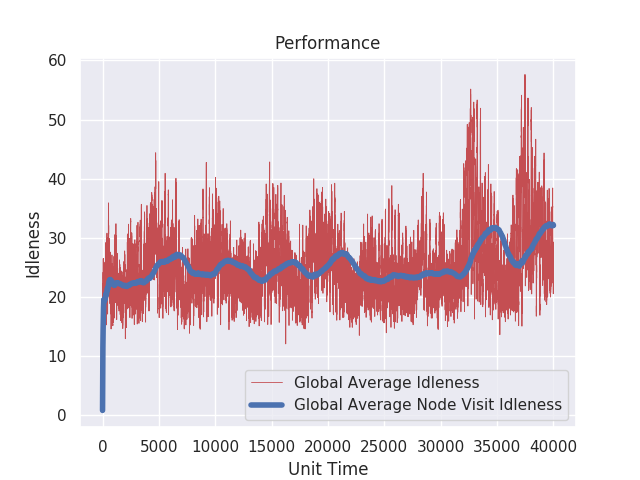 Performance
60
50
40
30
20
10
0
Idleness
Global Average Idleness
Global Average Node Visit Idleness
0 5000 10000 15000 20000 25000 30000 35000 40000
Unit Time